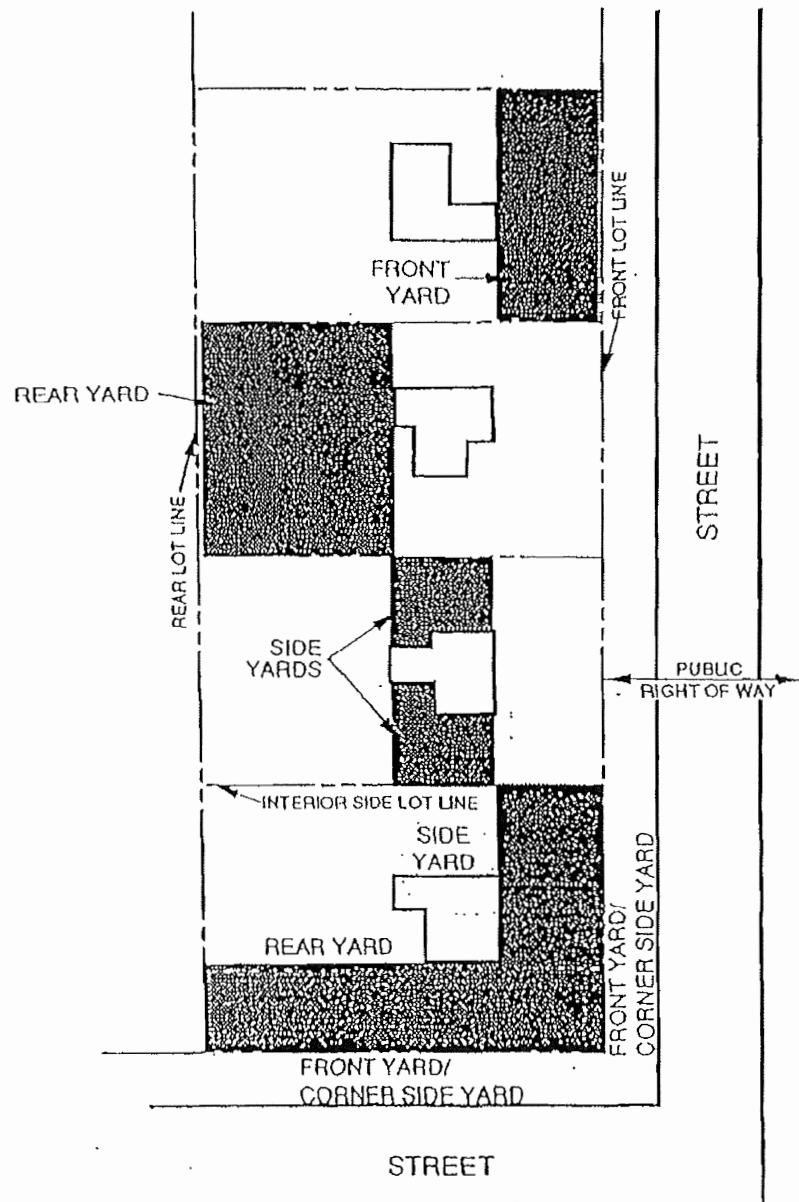 FRONT
YARD
FRONT LOT LINE
REAR YARD
REAR LOT LINE
STREET
SIDE
YARDS
PUBLIC
RIGHT OF WAY
INTERIOR SIDE LOT LINE
SIDE
YARD
REAR YARD
FRONT YARD/
CORNER SIDE YARD
FRONT YARD/
CORNER SIDE YARD
STREET